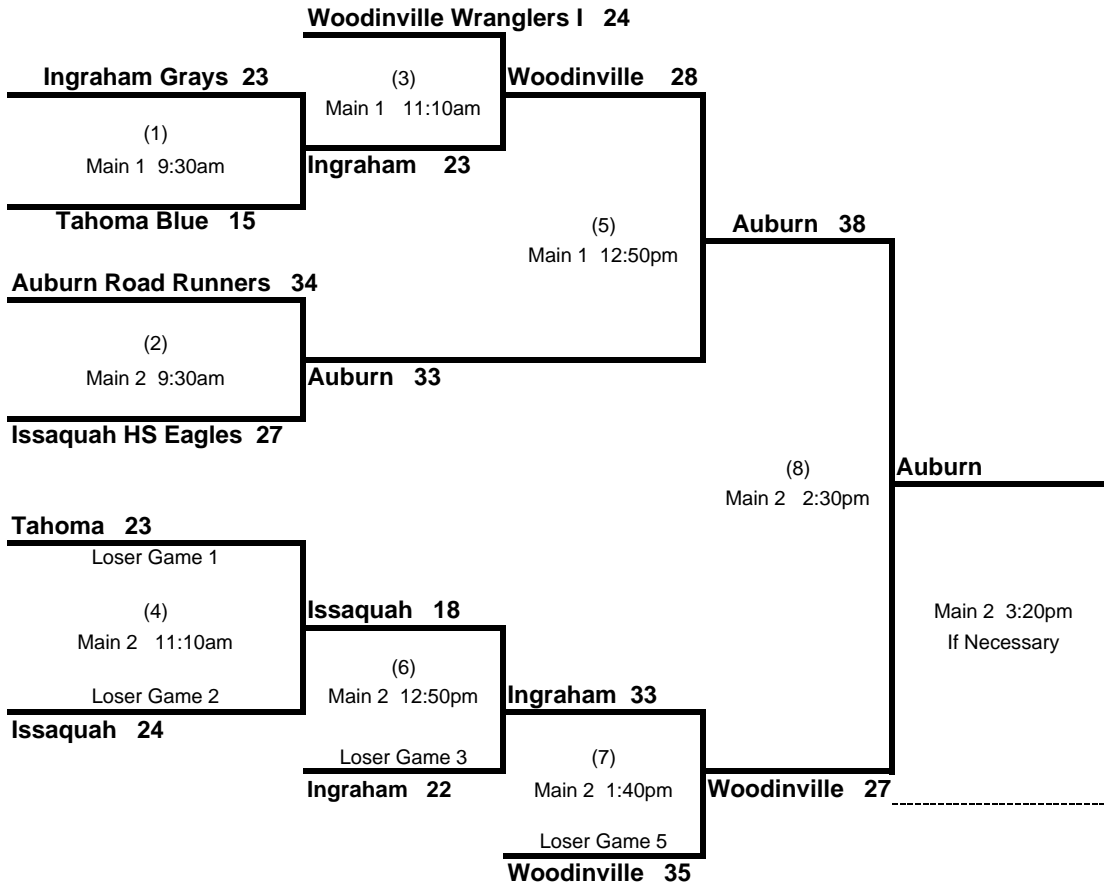 Woodinville Wranglers I 24
Ingraham Grays 23
(3)
Woodinville 28
Main 1 11:10am
(1)
Main 1 9:30am
Ingraham 23
Tahoma Blue 15
(5)
Main 1 12:50pm
Auburn 38
Auburn Road Runners 34
(2)
Main 2 9:30am
Auburn 33
Issaquah HS Eagles 27
(8)
Main 2 2:30pm
Auburn
Tahoma 23
Loser Game 1
(4)
Main 2 11:10am
Issaquah 18
Main 2 3:20pm
If Necessary
Loser Game 2
Issaquah 24
(6)
Main 2 12:50pm
Ingraham 33
Loser Game 3
Ingraham 22
(7)
Main 2 1:40pm
Woodinville 27
Loser Game 5
Woodinville 35